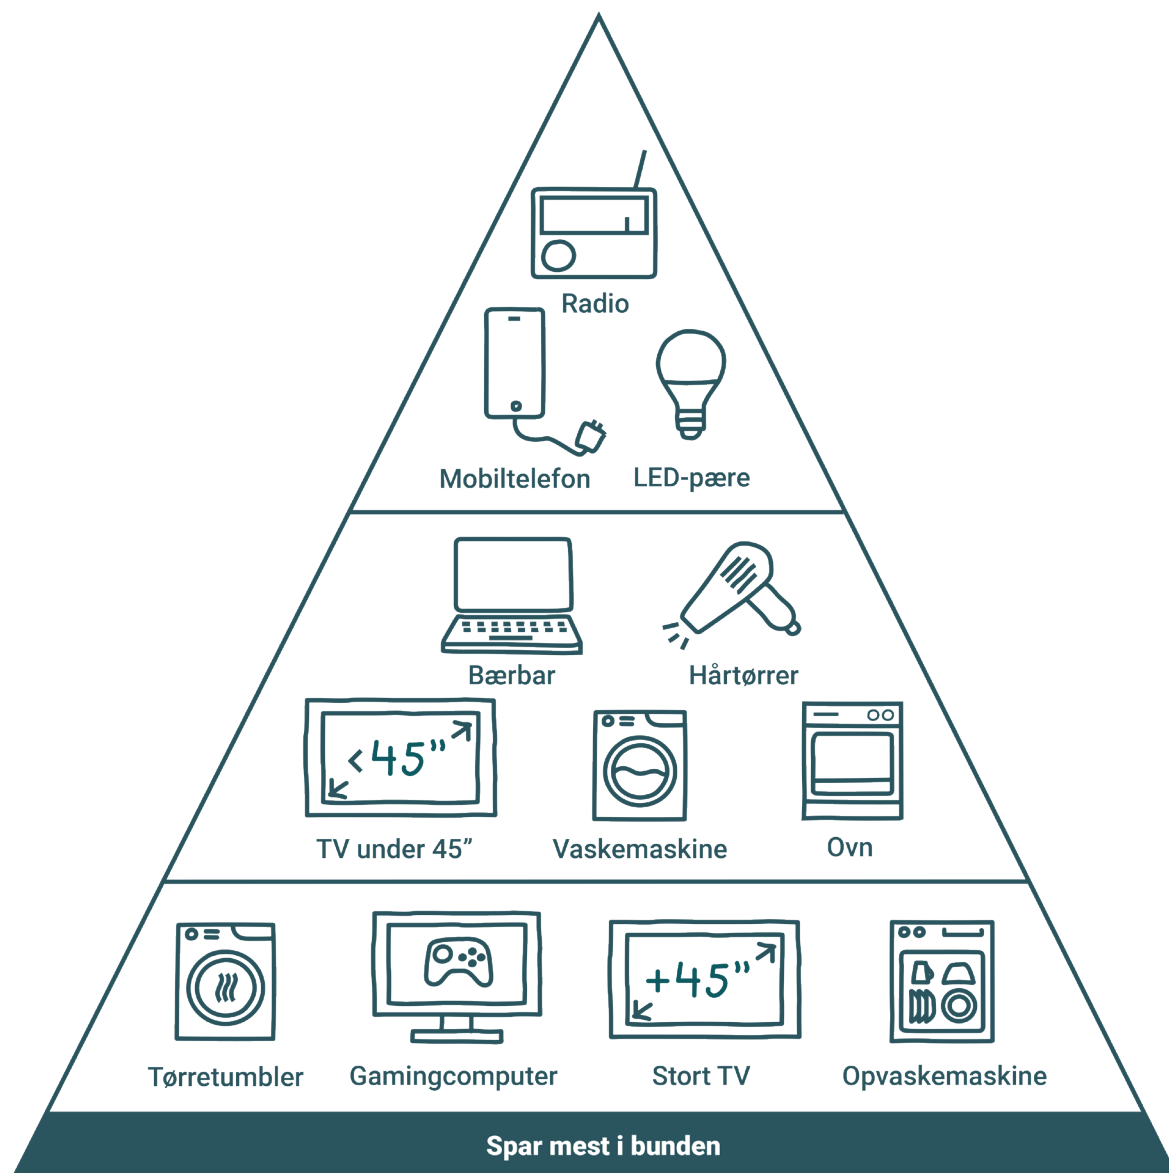 Radio
Mobiltelefon
LED-pære
Bærbar
Hårtørrer
<45”
TV under 45”
Vaskemaskine
Ovn
+45”
Tørretumbler
Gamingcomputer
Stort TV
Opvaskemaskine
Spar mest i bunden